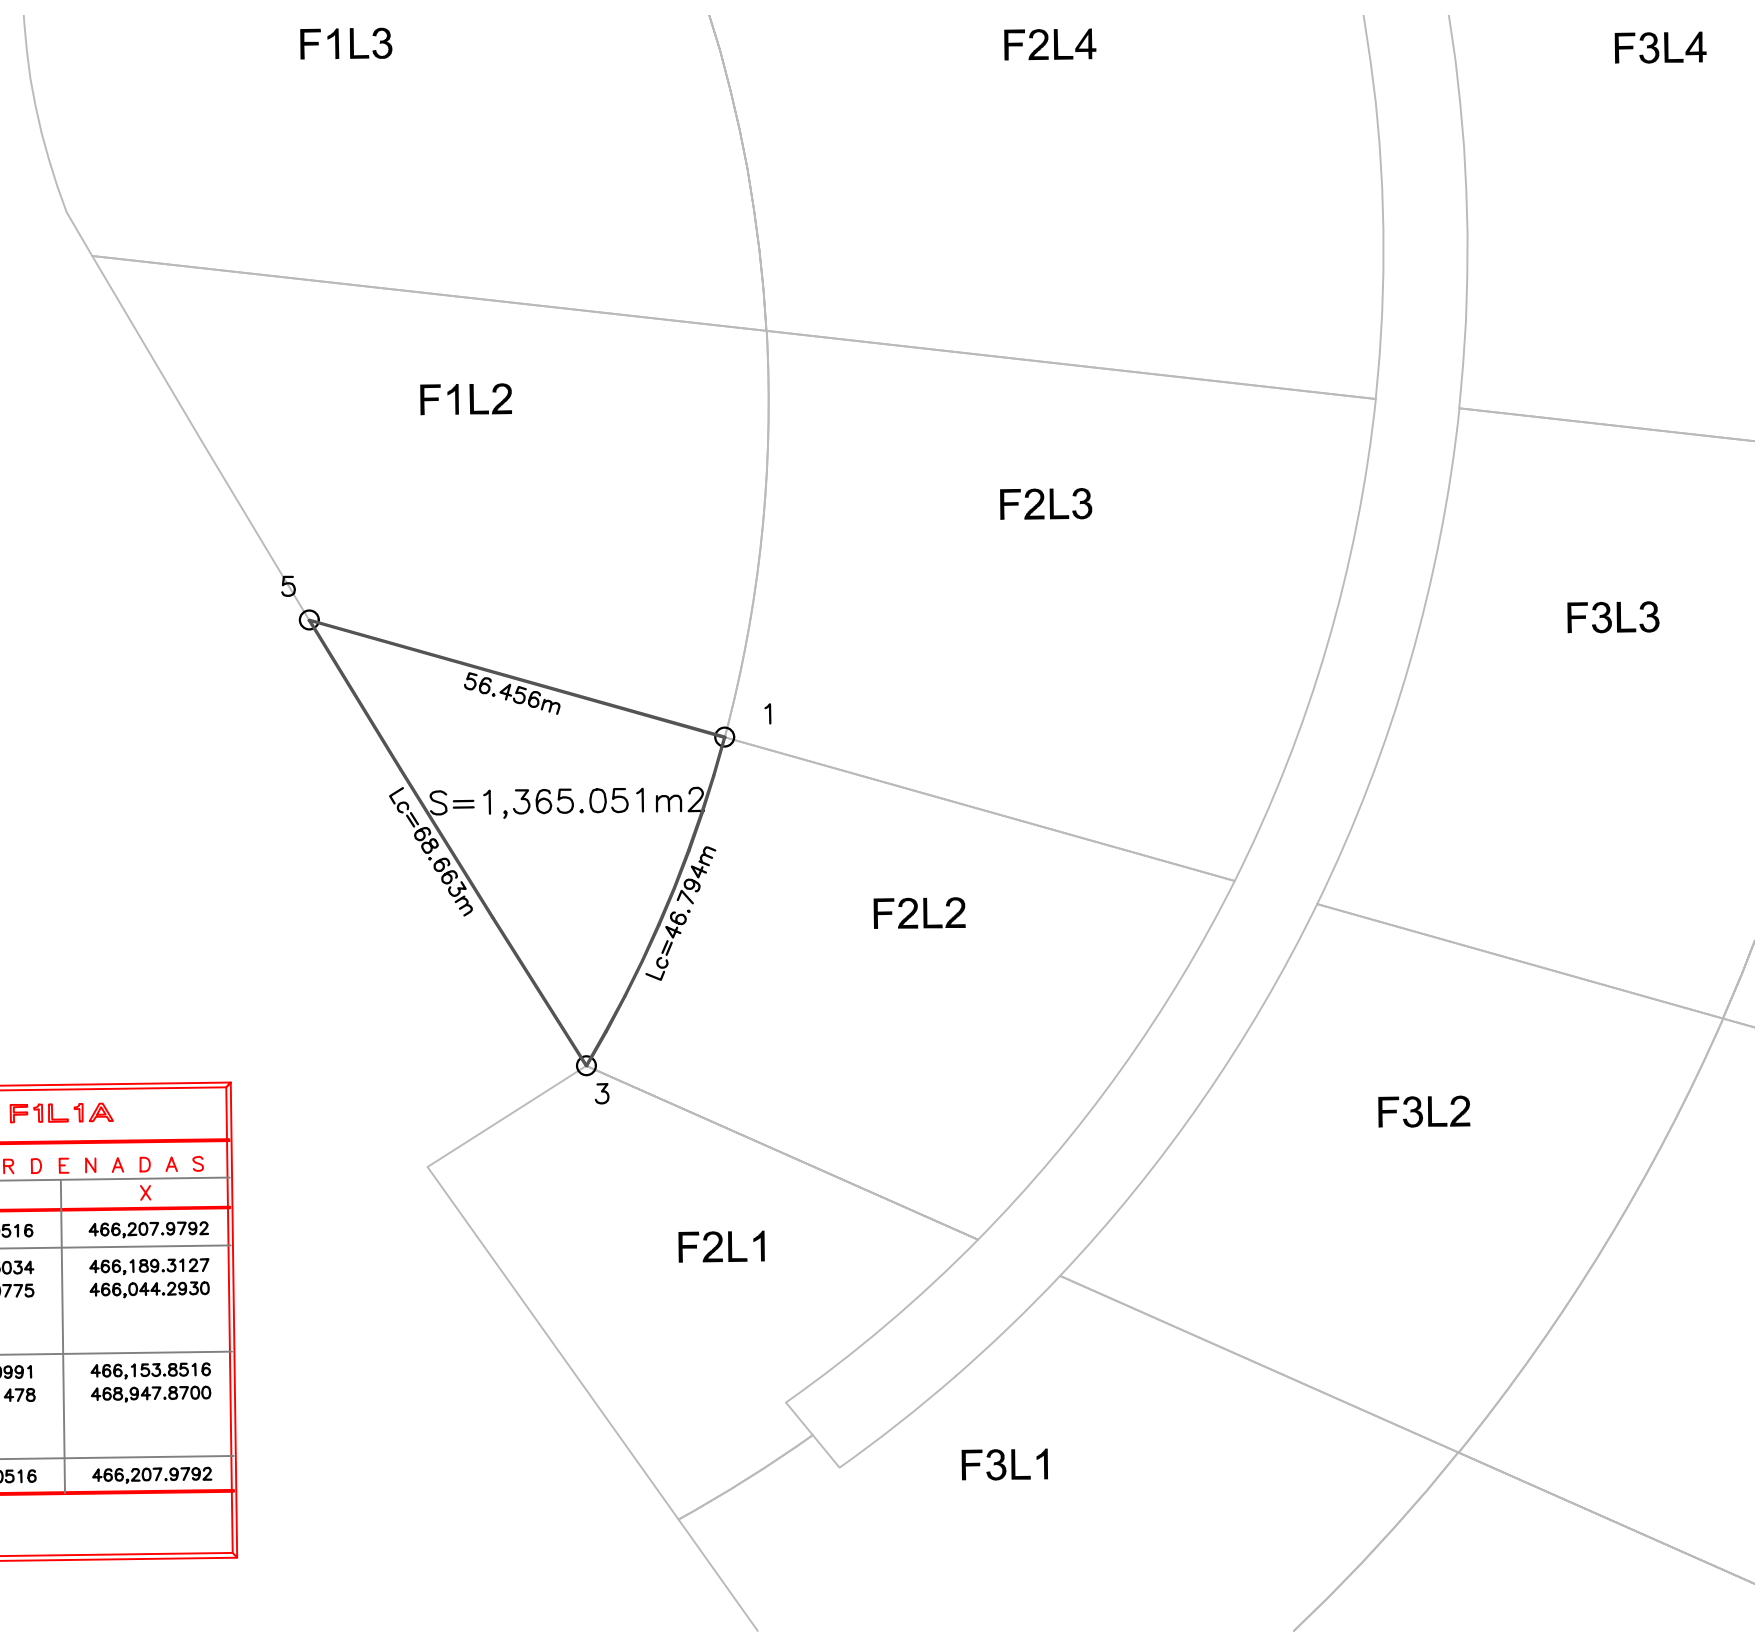 F1L3
F2L4
F3L4
F1L2
F2L3
F3L3
5
56.456m
1
S=1,365.051m2
Lc=68.663m
Lc=46.794m
F2L2
3
F3L2
F2L1
F3L1
F1L1A
R D E N A D A S
X
516 466,207.9792
034 466,189.3127
775 466,044.2930
991 466,153.8516
478 468,947.8700
0516 466,207.9792